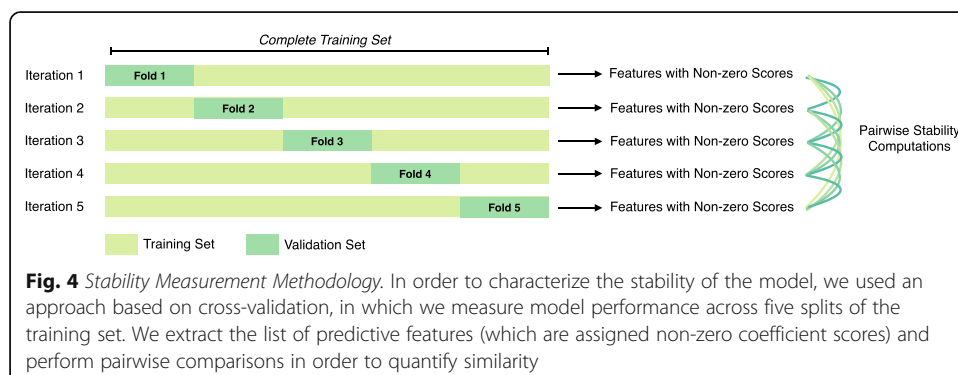 Complete Training Set
Iteration 1
Fold 1
Features with Non-zero Scores
Iteration 2
Fold 2
Features with Non-zero Scores
Iteration 3
Fold 3
Features with Non-zero Scores
Iteration 4
Fold 4
Features with Non-zero Scores
Iteration 5
Fold 5
Features with Non-zero Scores
Pairwise Stability
Computations
Training Set
Validation Set
Fig. 4 Stability Measurement Methodology. In order to characterize the stability of the model, we used an
approach based on cross-validation, in which we measure model performance across five splits of the
training set. We extract the list of predictive features (which are assigned non-zero coefficient scores) and
perform pairwise comparisons in order to quantify similarity